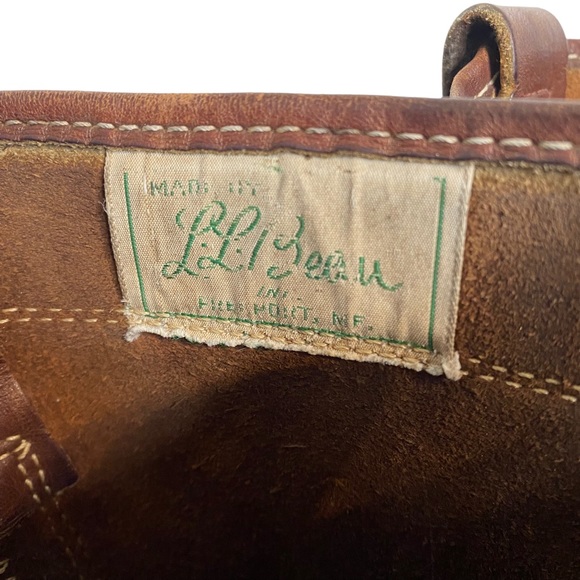 MADE BY
L.L. Bean
INC.
FREEPORT, ME.